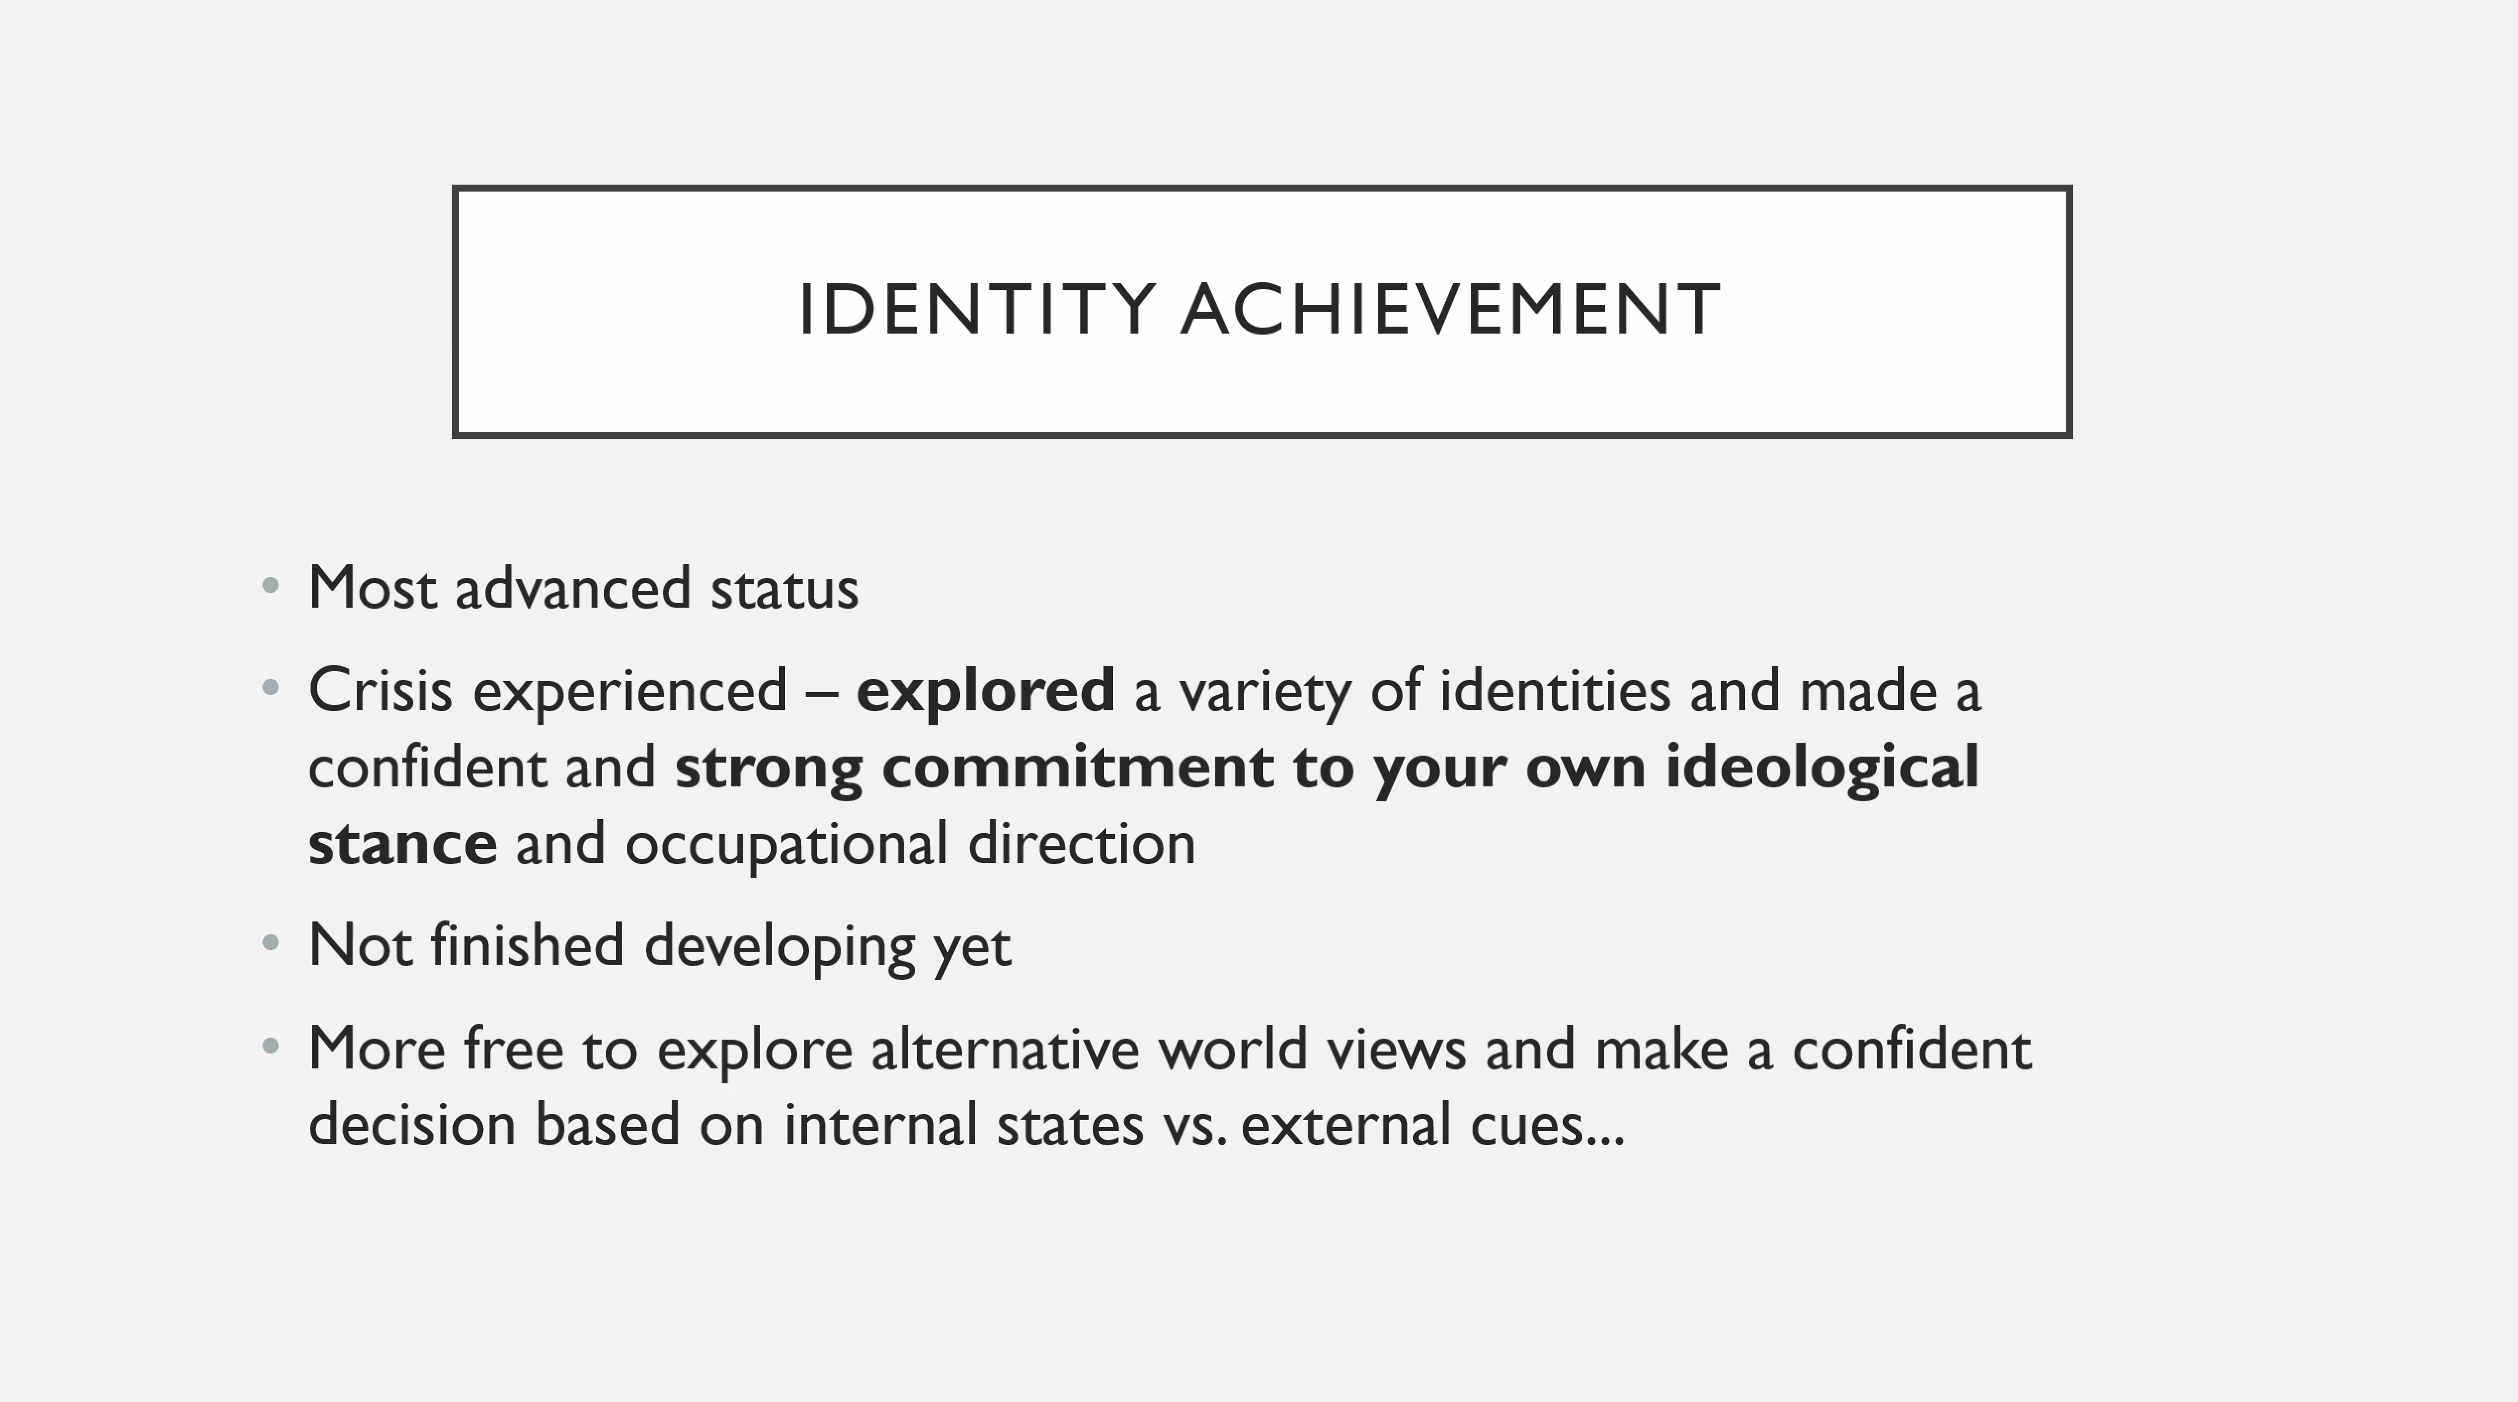 IDENTITY ACHIEVEMENT
• Most advanced status
• Crisis experienced – explored a variety of identities and made a
confident and strong commitment to your own ideological
stance and occupational direction
• Not finished developing yet
• More free to explore alternative world views and make a confident
decision based on internal states vs. external cues...